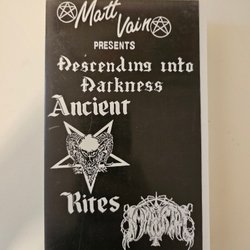 Matt Vain
PRESENTS
Descending into
Darkness
Ancient
Rites